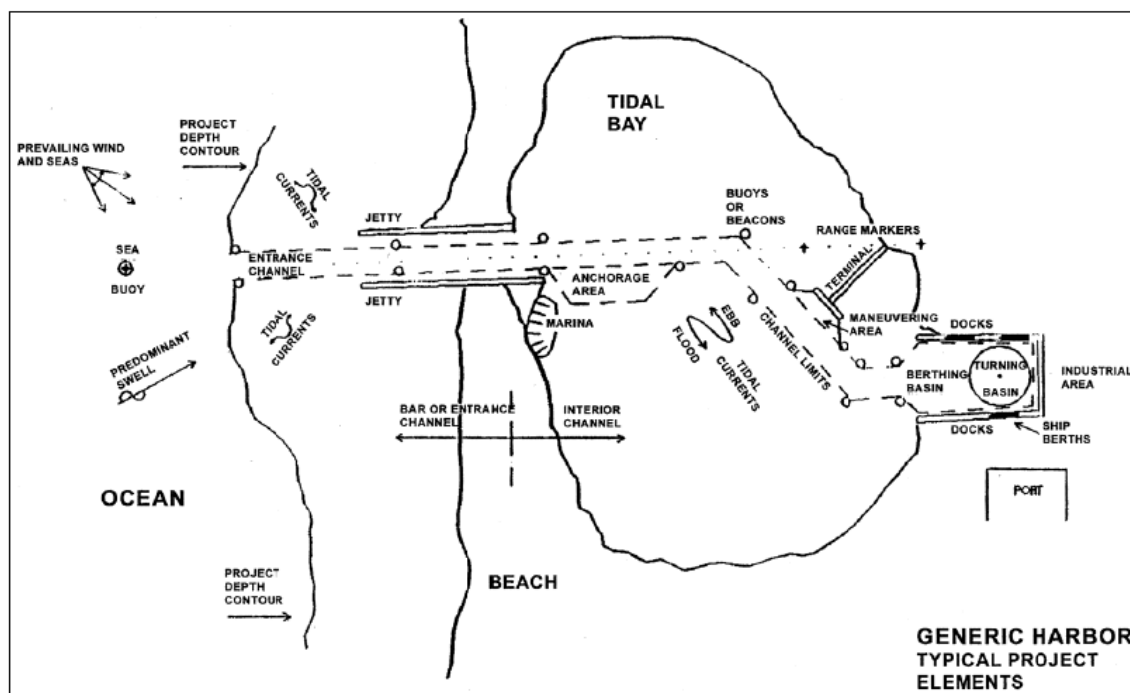 TIDAL
BAY
PROJECT
DEPTH
CONTOUR
PREVAILING WIND
AND SEAS
TIDAL
CURRENTS
BUOYS
OR
BEACONS
JETTY
RANGE MARKERS
SEA
BUOY
ENTRANCE
CHANNEL
ANCHORAGE
AREA
TERMINAL
JETTY
MARINA
MANEUVERING
AREA
TIDAL
CURRENTS
EBB
FLOOD
TIDAL
CURRENTS
CHANNEL LIMITS
DOCKS
PREDOMINANT
SWELL
BERTHING
BASIN
TURNING
BASIN
INDUSTRIAL
AREA
BAR OR ENTRANCE
CHANNEL
INTERIOR
CHANNEL
DOCKS
SHIP
BERTHS
OCEAN
PORT
PROJECT
DEPTH
CONTOUR
BEACH
GENERIC HARBOR
TYPICAL PROJECT
ELEMENTS